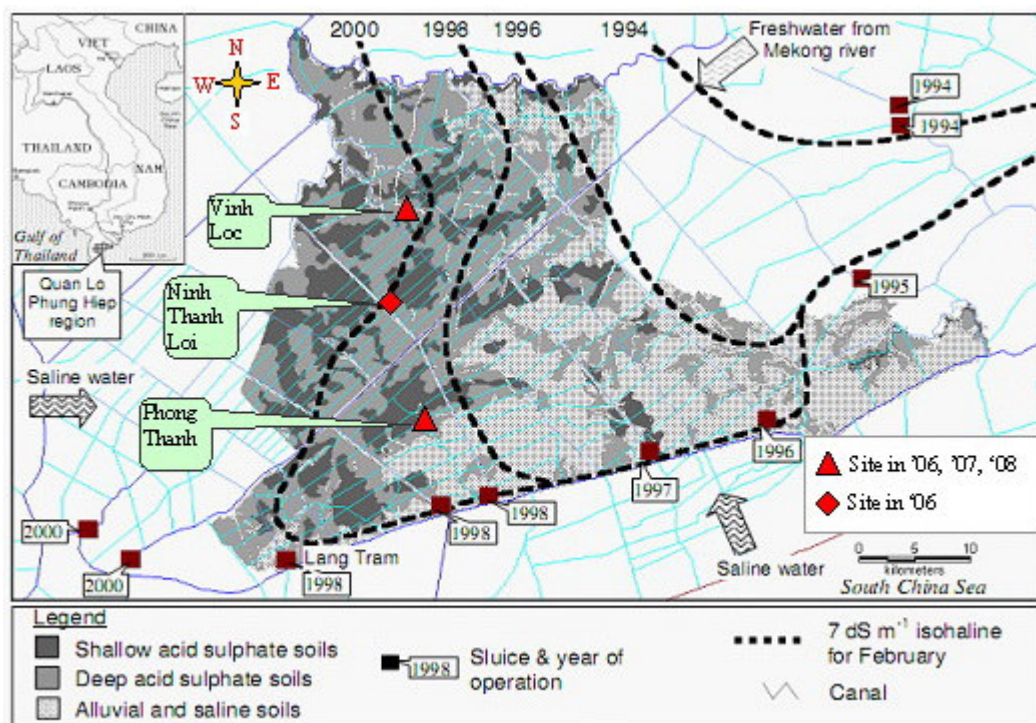 CHINA
VIET
LAOS
THAILAND
NAM
CAMBODIA
Gulf of
Thailand
Quan Lo
Phung Hiep
region
N
W E
S
2000 1998 1996 1994
Freshwater from
Mekong river
1994
1994
Vinh
Loc
Ninh
Thanh
Loi
1995
Saline water
Phong
Thanh
1996
1997
1998
1998
2000
2000
Lang Tram
1998
Site in '06, '07, '08
Site in '06
Saline water
0 5 10
kilometers
South China Sea
Legend
Shallow acid sulphate soils
Deep acid sulphate soils
Alluvial and saline soils
1998
Sluice & year of
operation
7 dS m⁻¹ isohaline
for February
Canal